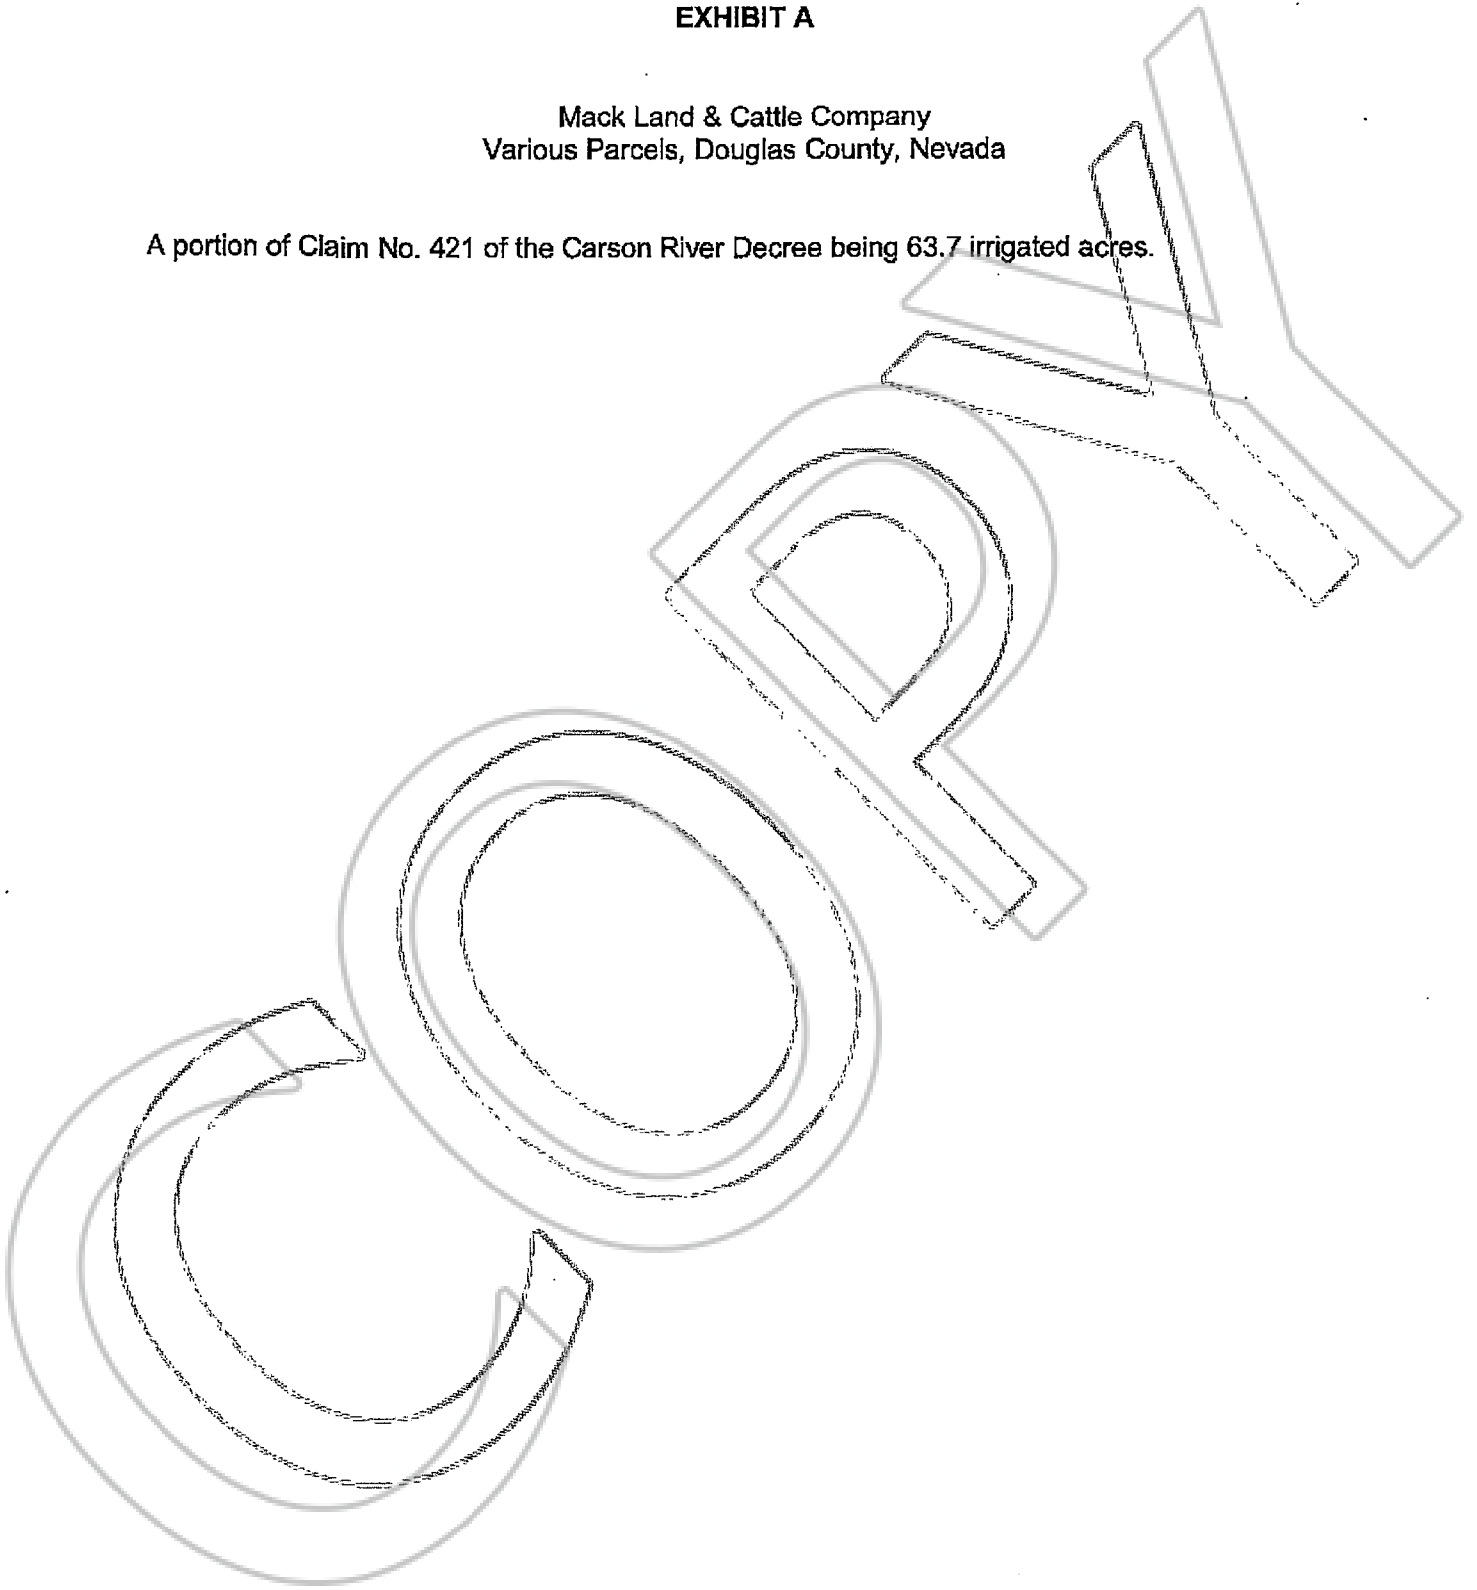 EXHIBIT A
Mack Land & Cattle Company
Various Parcels, Douglas County, Nevada
A portion of Claim No. 421 of the Carson River Decree being 63.7 irrigated acres.
COPY
COPY